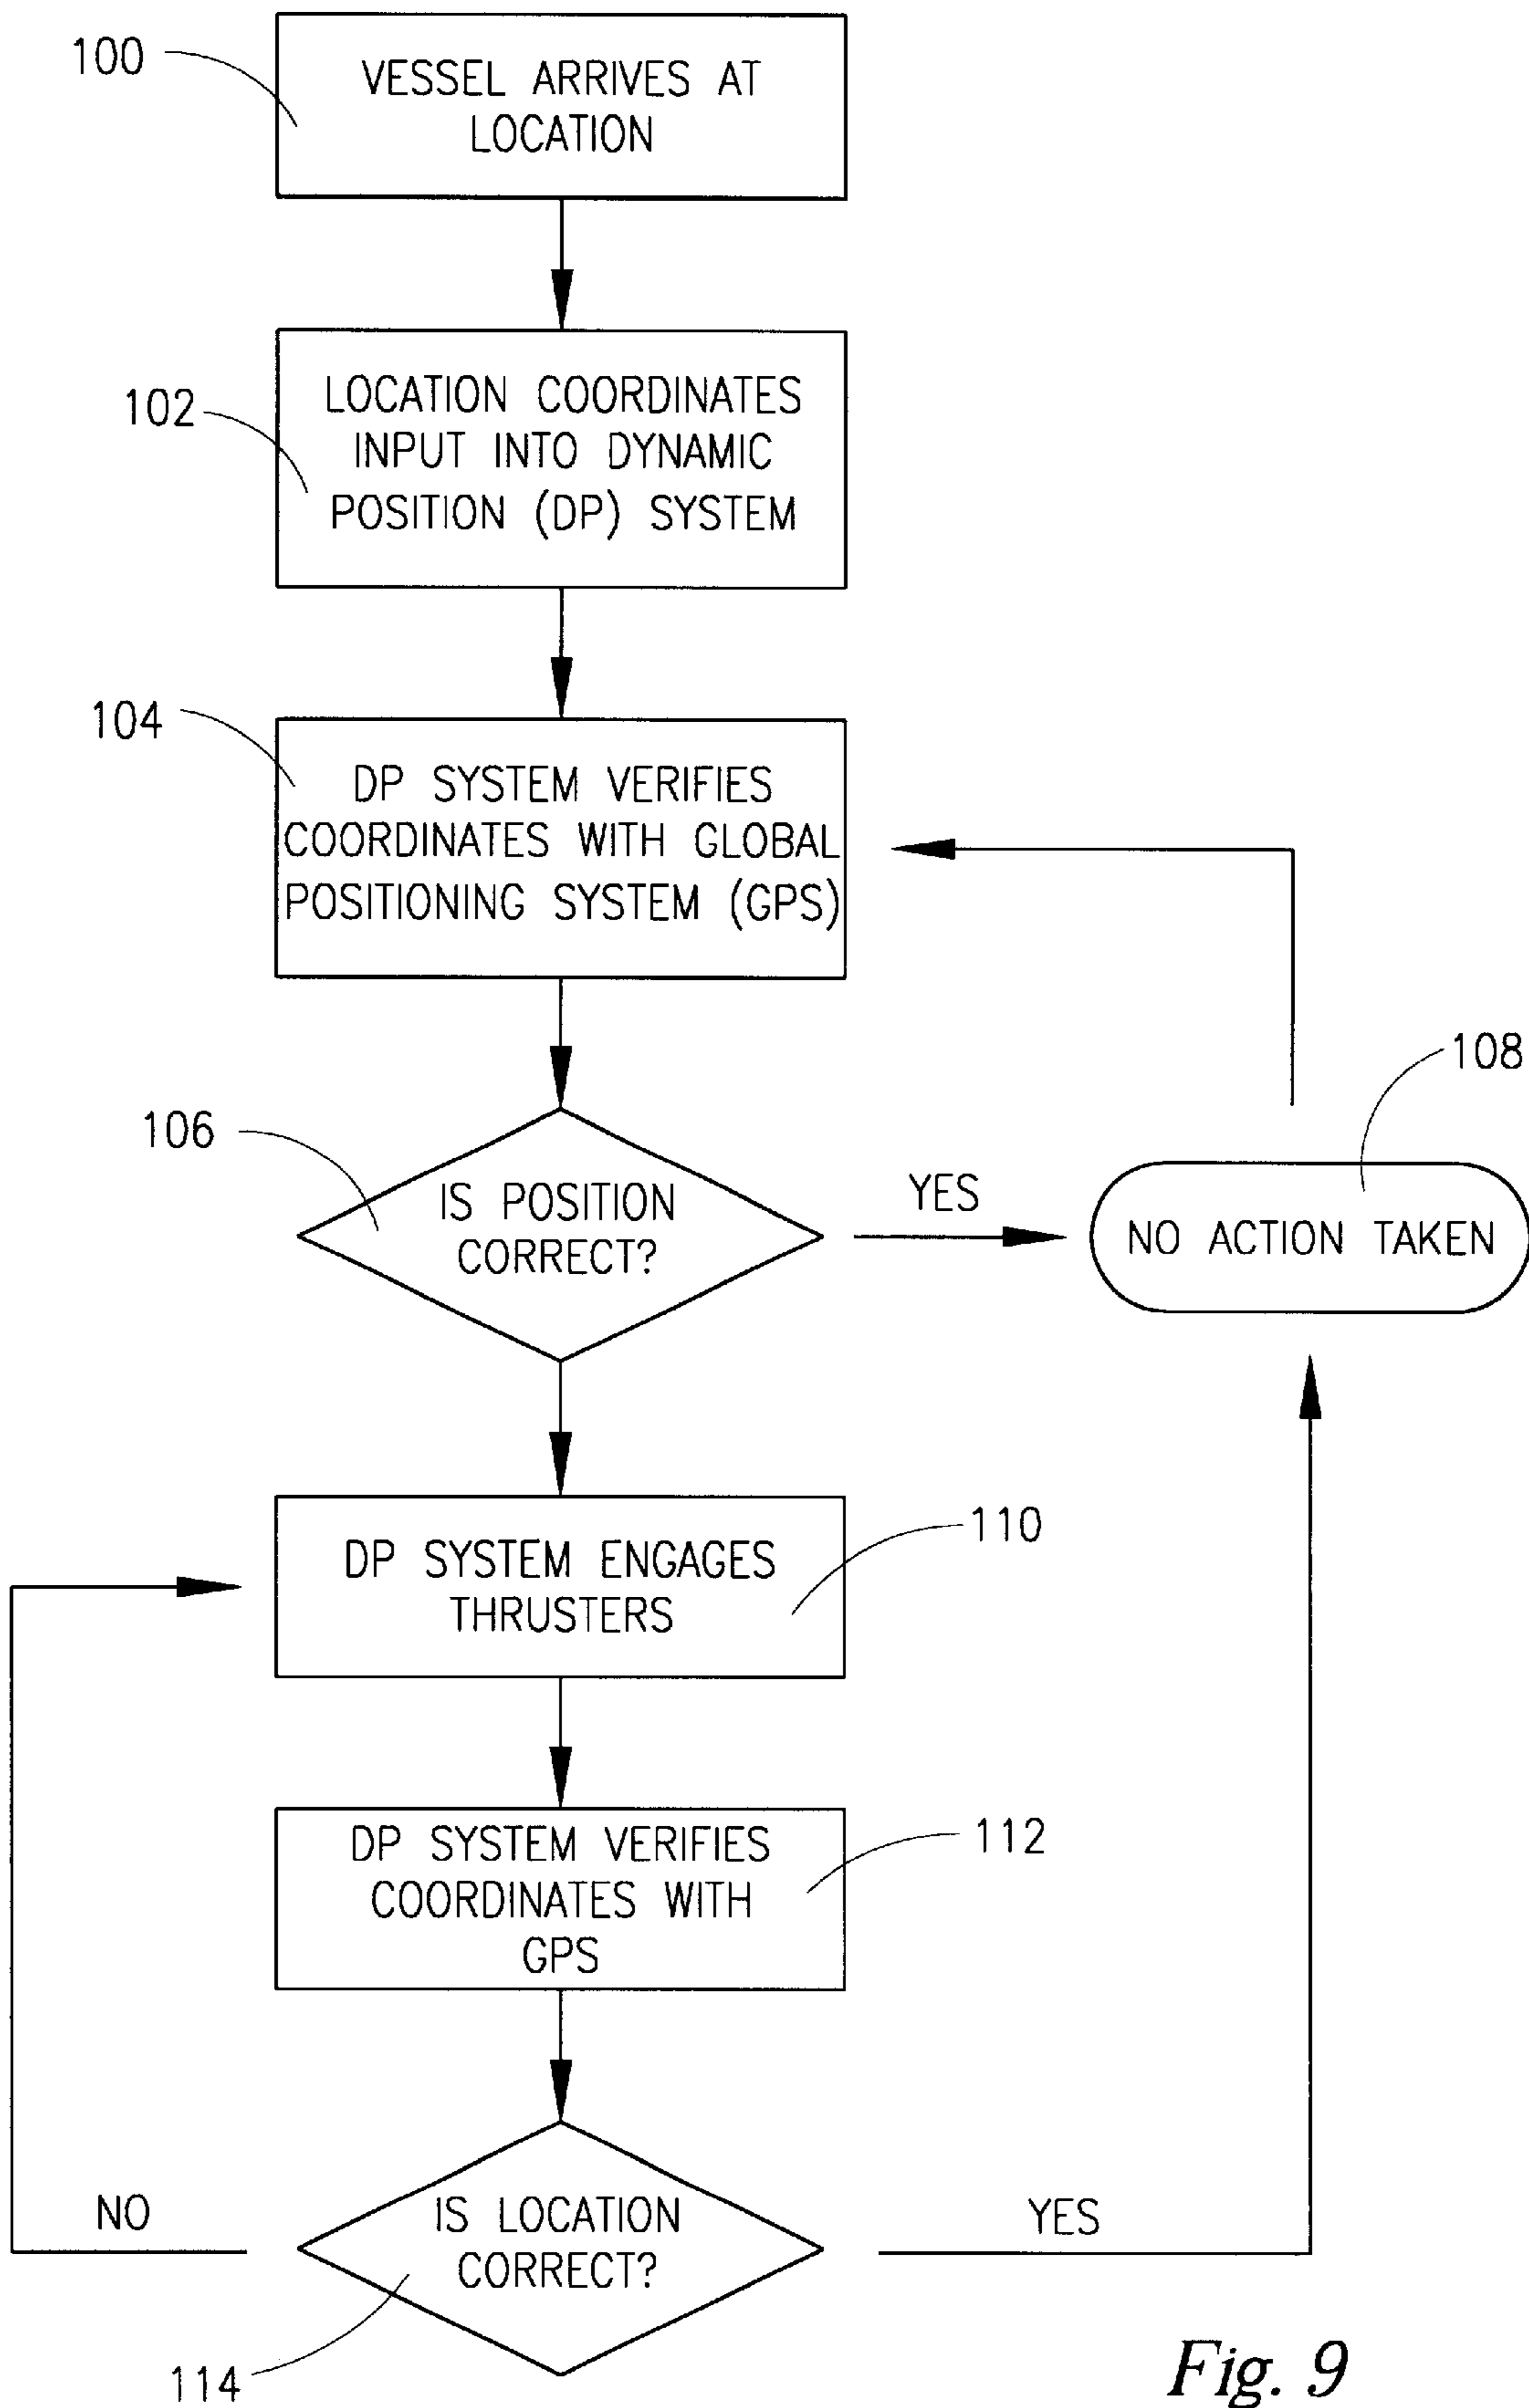 100
VESSEL ARRIVES AT
LOCATION
102
LOCATION COORDINATES
INPUT INTO DYNAMIC
POSITION (DP) SYSTEM
104
DP SYSTEM VERIFIES
COORDINATES WITH GLOBAL
POSITIONING SYSTEM (GPS)
106
IS POSITION
CORRECT?
YES
108
NO ACTION TAKEN
DP SYSTEM ENGAGES
THRUSTERS
110
DP SYSTEM VERIFIES
COORDINATES WITH
GPS
112
NO
IS LOCATION
CORRECT?
YES
114
Fig. 9